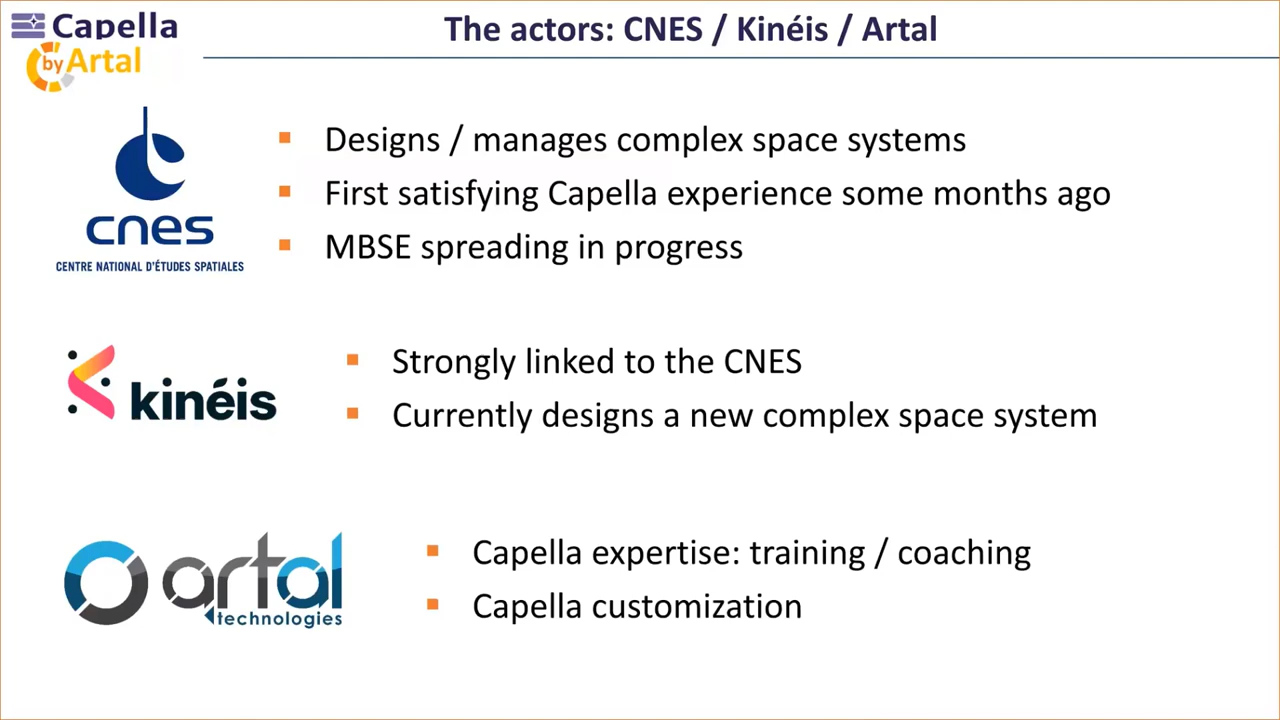 Capella
by Artal
The actors: CNES / Kinéis / Artal
cnes
CENTRE NATIONAL D'ÉTUDES SPATIALES
Designs / manages complex space systems
First satisfying Capella experience some months ago
MBSE spreading in progress
kinéis
Strongly linked to the CNES
Currently designs a new complex space system
artal
technologies
Capella expertise: training / coaching
Capella customization